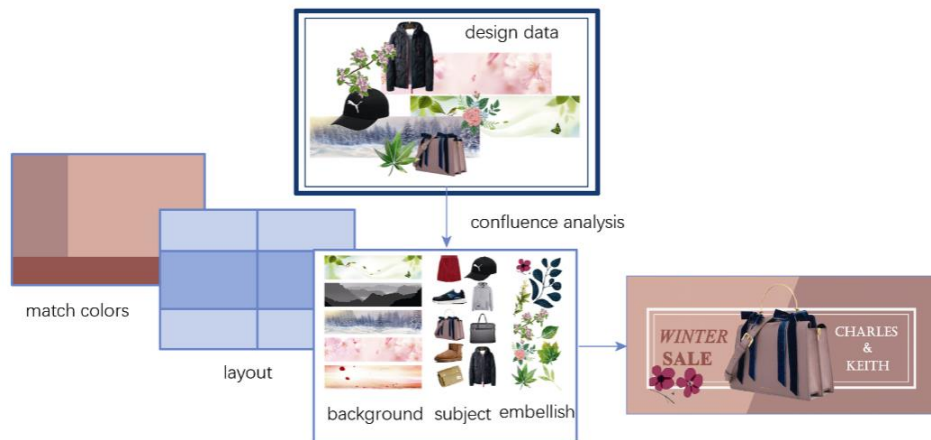 design data
confluence analysis
match colors
layout
background
subject
embellish
WINTER
SALE
CHARLES
&
KEITH